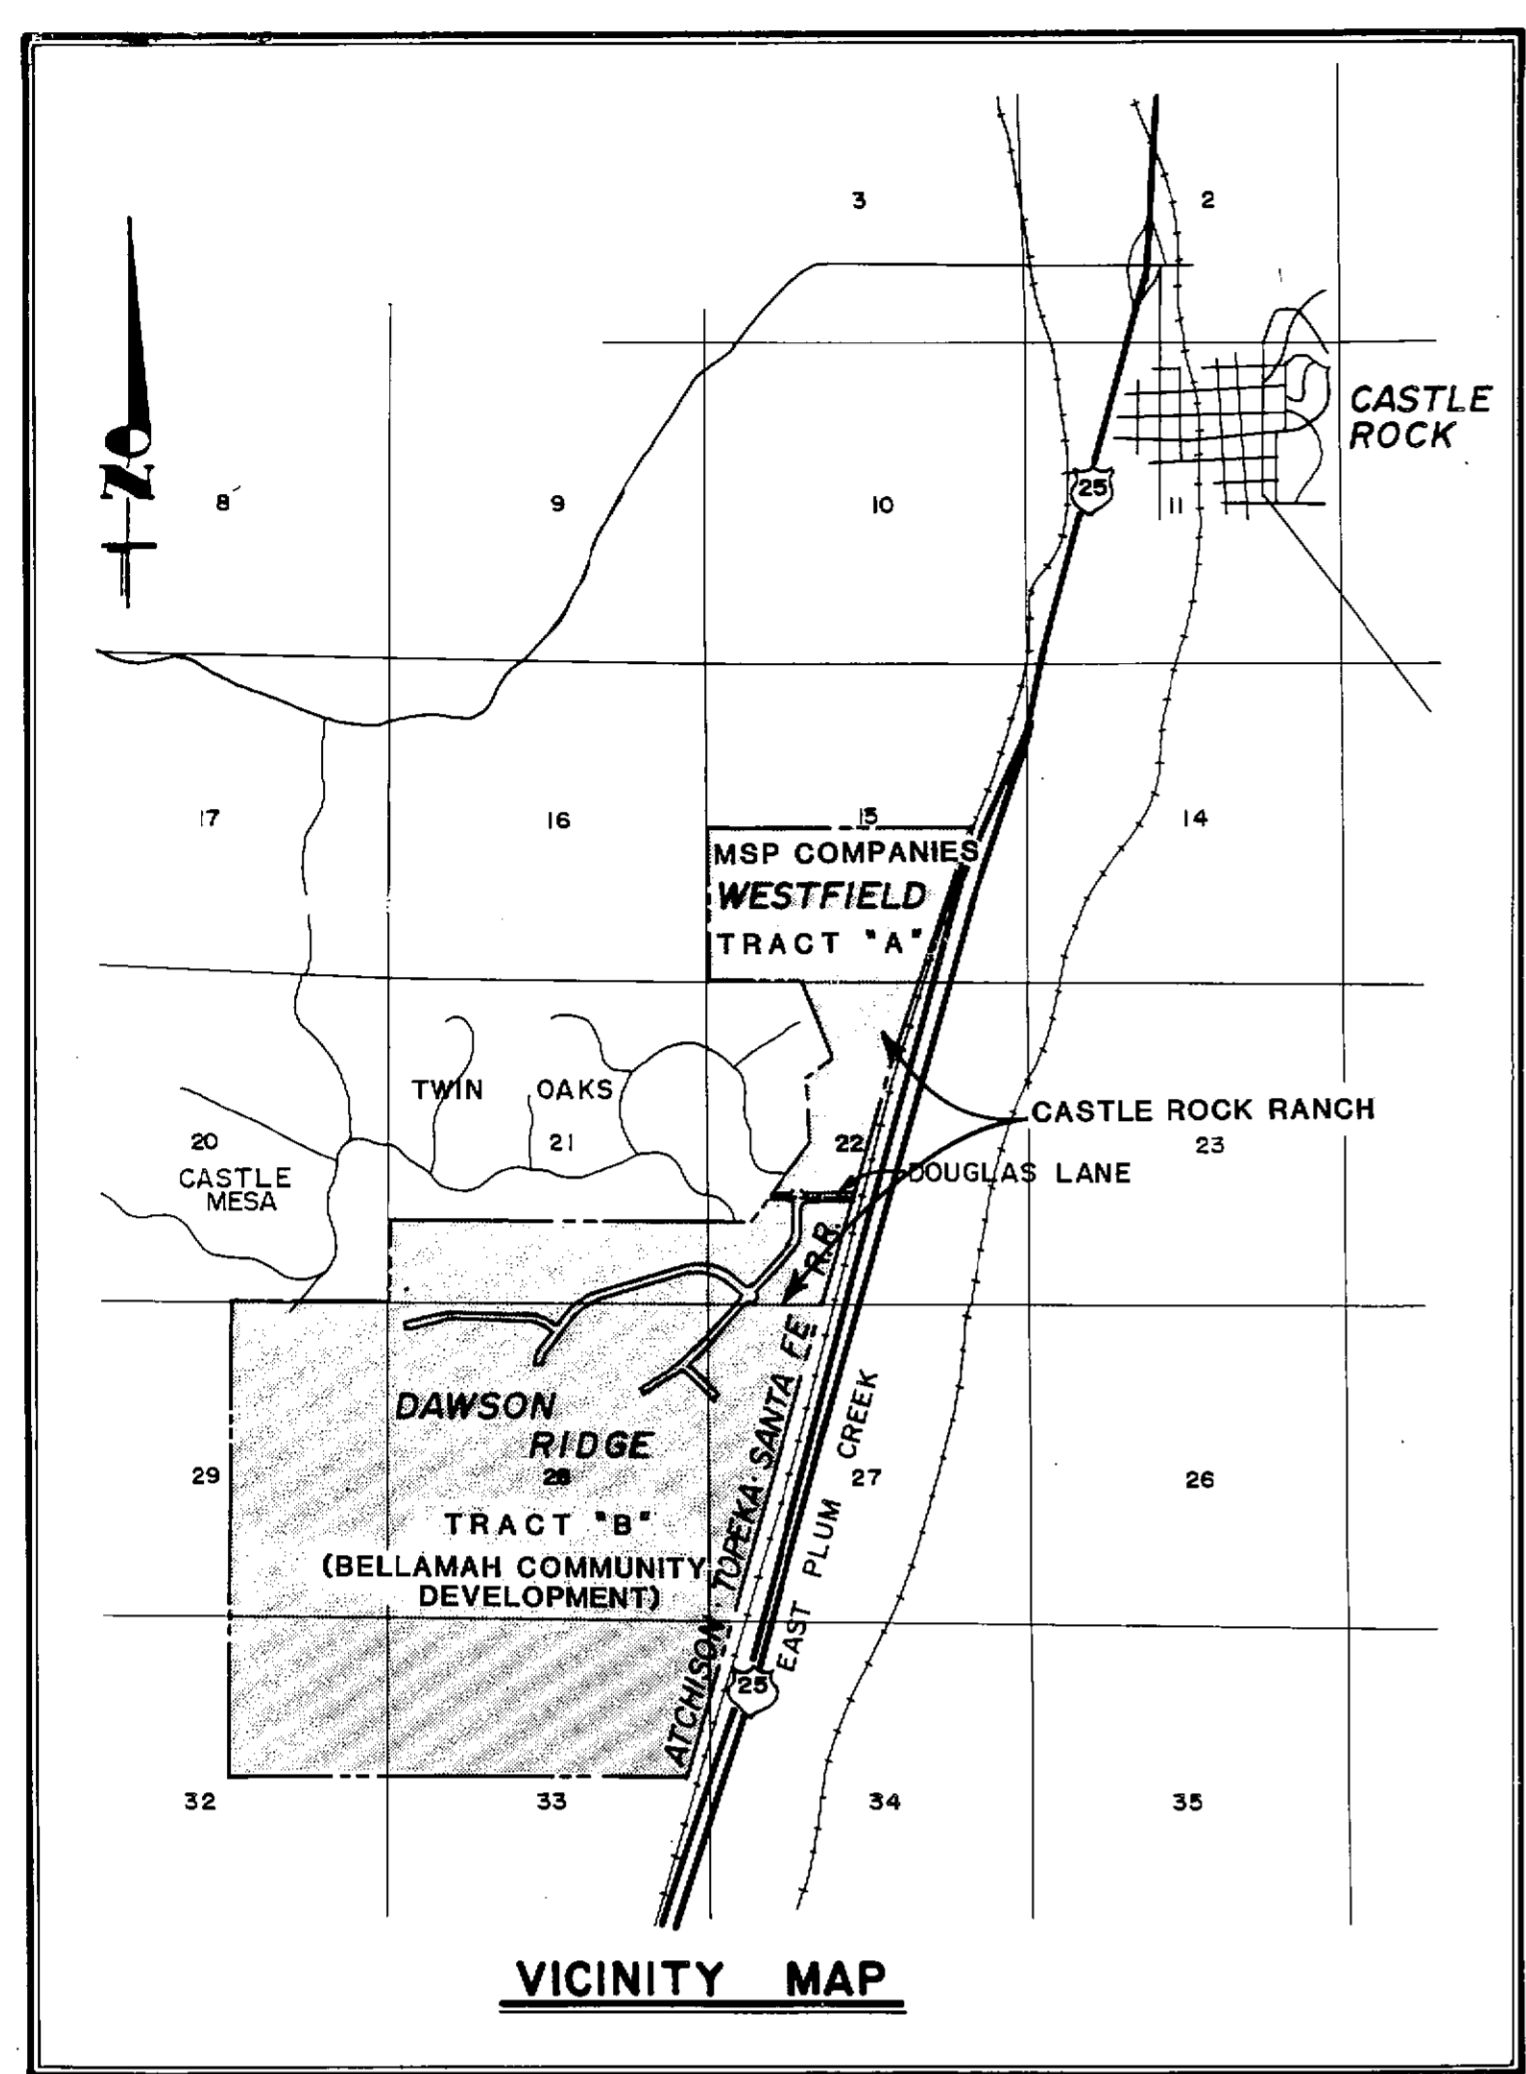 3
2
CASTLE
ROCK
N
8
9
10
25
11
17
16
15
14
MSP COMPANIES
WESTFIELD
TRACT "A"
TWIN OAKS
CASTLE ROCK RANCH
20
21
22
23
CASTLE
MESA
DOUGLAS LANE
ATCHISON · TOPEKA · SANTA FE R.R.
DAWSON
RIDGE
29
28
27
26
EAST PLUM CREEK
TRACT "B"
(BELLAMAH COMMUNITY
DEVELOPMENT)
25
32
33
34
35
VICINITY MAP